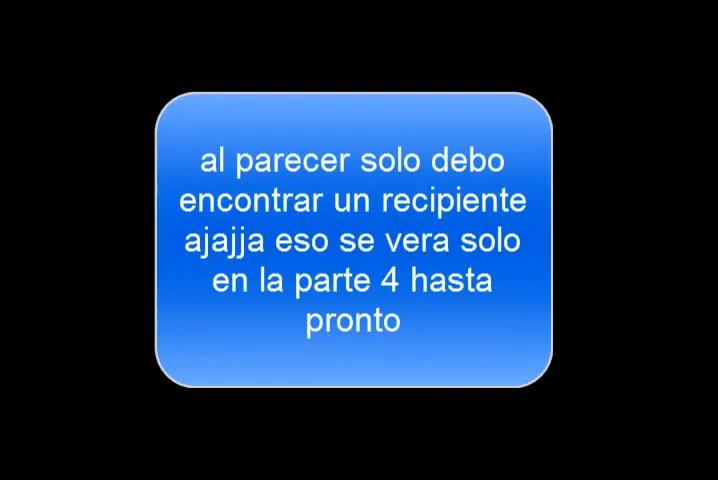 al parecer solo debo
encontrar un recipiente
ajajja eso se vera solo
en la parte 4 hasta
pronto